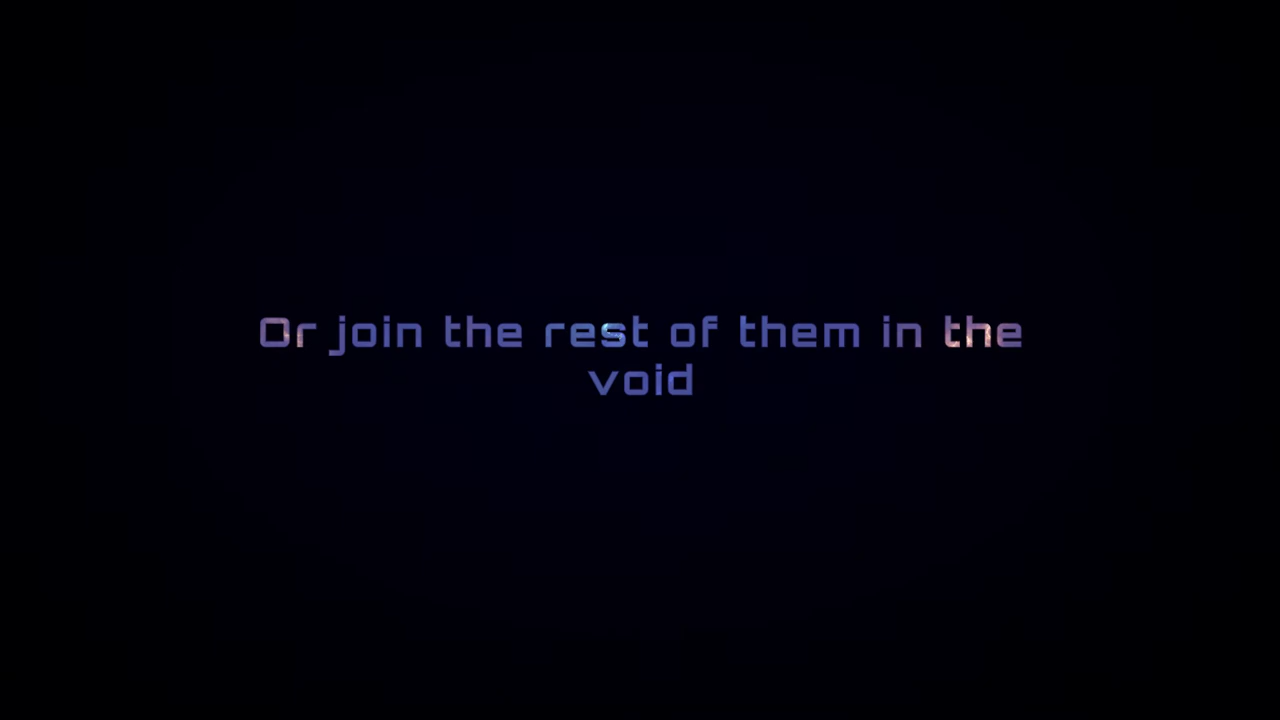 Or join the rest of them in the
void